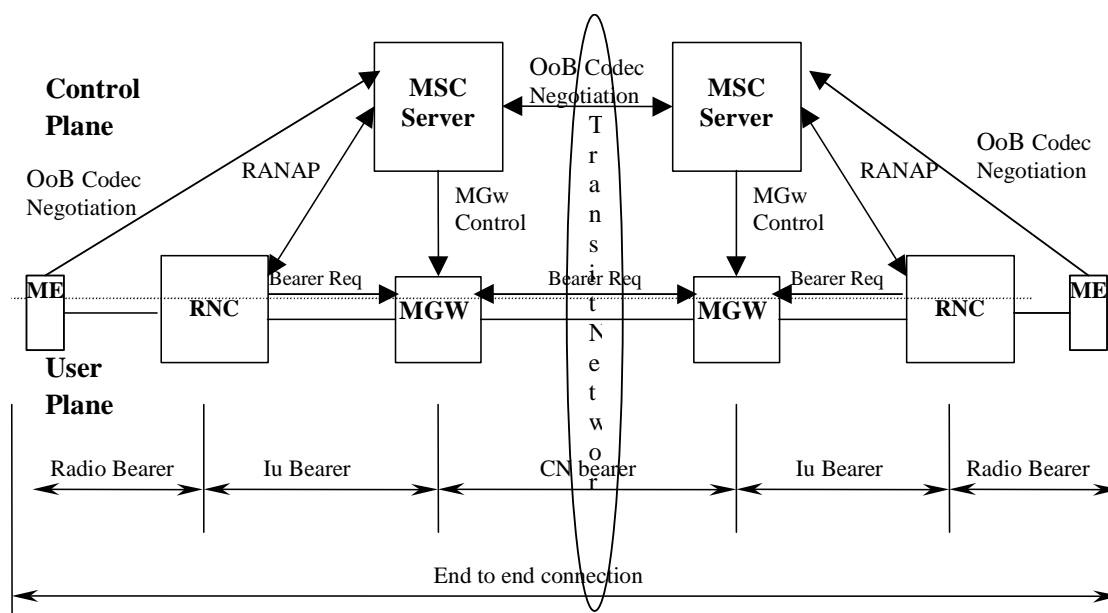 Control
Plane
MSC
Server
OoB Codec
Negotiation
MSC
Server
OoB Codec
Negotiation
RANAP
MGw
Control
MGw
Control
RANAP
OoB Codec
Negotiation
ME
RNC
Bearer Req
MGW
Bearer Req
MGW
Bearer Req
RNC
ME
Transit Networ
User
Plane
Radio Bearer
Iu Bearer
CN bearer
Iu Bearer
Radio Bearer
End to end connection